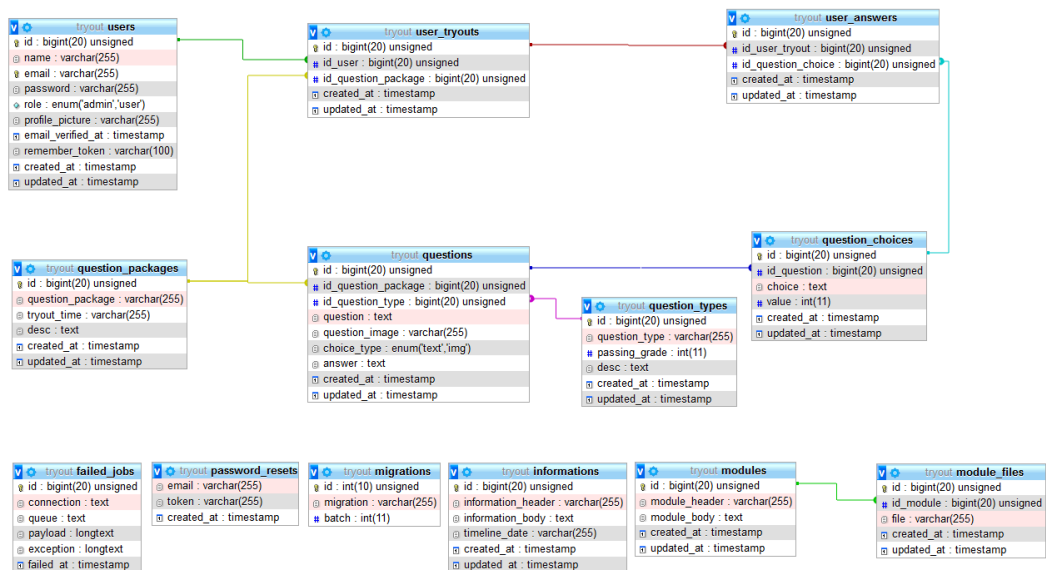 tryout users
id : bigint(20) unsigned
name : varchar(255)
email : varchar(255)
password : varchar(255)
role : enum('admin','user')
profile_picture : varchar(255)
email_verified_at : timestamp
remember_token : varchar(100)
created_at : timestamp
updated_at : timestamp
tryout user_tryouts
id : bigint(20) unsigned
id_user : bigint(20) unsigned
id_question_package : bigint(20) unsigned
created_at : timestamp
updated_at : timestamp
tryout user_answers
id : bigint(20) unsigned
id_user_tryout : bigint(20) unsigned
id_question_choice : bigint(20) unsigned
created_at : timestamp
updated_at : timestamp
tryout question_packages
id : bigint(20) unsigned
question_package : varchar(255)
tryout_time : varchar(255)
desc : text
created_at : timestamp
updated_at : timestamp
tryout questions
id : bigint(20) unsigned
id_question_package : bigint(20) unsigned
id_question_type : bigint(20) unsigned
question : text
question_image : varchar(255)
choice_type : enum('text','img')
answer : text
created_at : timestamp
updated_at : timestamp
tryout question_types
id : bigint(20) unsigned
question_type : varchar(255)
passing_grade : int(11)
desc : text
created_at : timestamp
updated_at : timestamp
tryout question_choices
id : bigint(20) unsigned
id_question : bigint(20) unsigned
choice : text
value : int(11)
created_at : timestamp
updated_at : timestamp
tryout failed_jobs
id : bigint(20) unsigned
connection : text
queue : text
payload : longtext
exception : longtext
failed_at : timestamp
tryout password_resets
email : varchar(255)
token : varchar(255)
created_at : timestamp
tryout migrations
id : int(10) unsigned
migration : varchar(255)
batch : int(11)
tryout informations
id : bigint(20) unsigned
information_header : varchar(255)
information_body : text
timeline_date : varchar(255)
created_at : timestamp
updated_at : timestamp
tryout modules
id : bigint(20) unsigned
module_header : varchar(255)
module_body : text
created_at : timestamp
updated_at : timestamp
tryout module_files
id : bigint(20) unsigned
id_module : bigint(20) unsigned
file : varchar(255)
created_at : timestamp
updated_at : timestamp